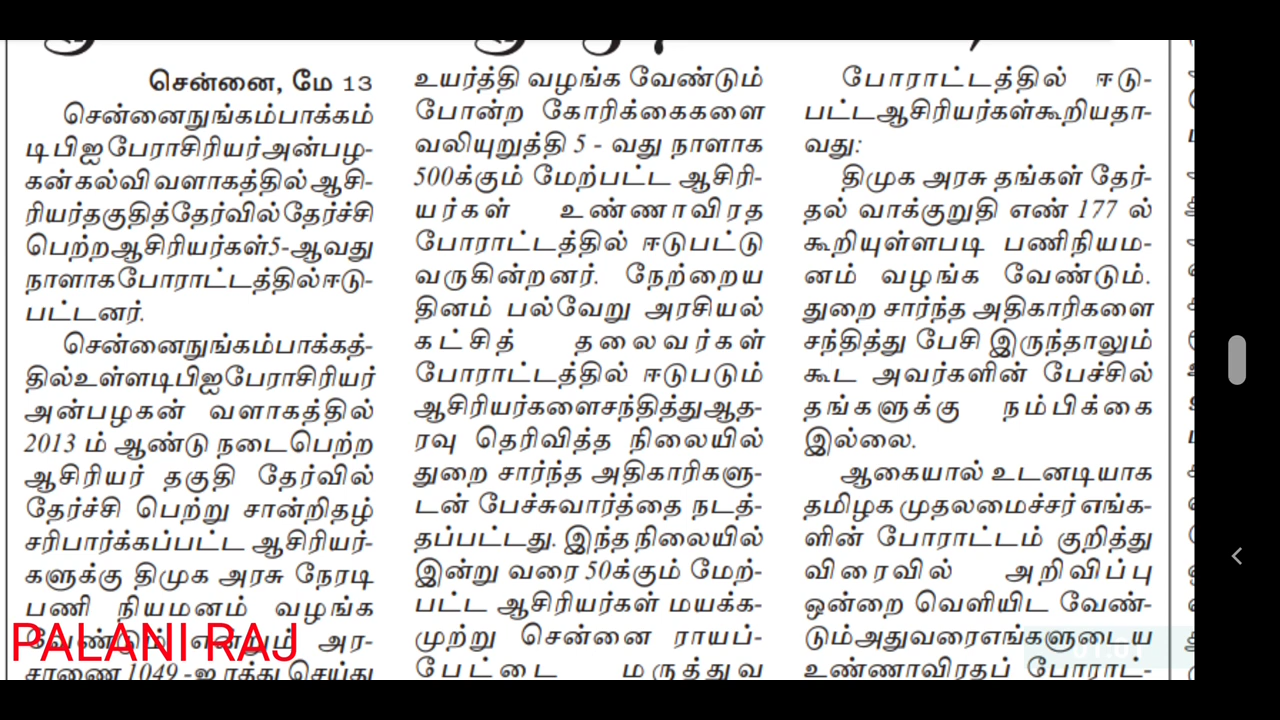 சென்னை, மே 13
சென்னைநுங்கம்பாக்கம்
டிபிஐபேராசிரியர்அன்பழ-
கன்கல்வி வளாகத்தில்ஆசி-
ரியர்தகுதித்தேர்வில்தேர்ச்சி
பெற்றஆசிரியர்கள்5-ஆவது
நாளாகபோராட்டத்தில்ஈடு-
பட்டனர்.
சென்னைநுங்கம்பாக்கத்-
தில்உள்ளடிபிஐபேராசிரியர்
அன்பழகன் வளாகத்தில்
2013 ம் ஆண்டு நடைபெற்ற
ஆசிரியர் தகுதி தேர்வில்
தேர்ச்சி பெற்று சான்றிதழ்
சரிபார்க்கப்பட்ட ஆசிரியர்-
களுக்கு திமுக அரசு நேரடி
பணி நியமனம் வழங்க
வேண்டும் என்றும் அர-
சாணை 1049 -ஐ ரத்து செய்து
உயர்த்தி வழங்க வேண்டும்
போன்ற கோரிக்கைகளை
வலியுறுத்தி 5 - வது நாளாக
500க்கும் மேற்பட்ட ஆசிரி-
யர்கள் உண்ணாவிரத
போராட்டத்தில் ஈடுபட்டு
வருகின்றனர். நேற்றைய
தினம் பல்வேறு அரசியல்
கட்சித் தலைவர்கள்
போராட்டத்தில் ஈடுபடும்
ஆசிரியர்களைசந்தித்துஆத-
ரவு தெரிவித்த நிலையில்
துறை சார்ந்த அதிகாரிகளு-
டன் பேச்சுவார்த்தை நடத்-
தப்பட்டது. இந்த நிலையில்
இன்று வரை 50க்கும் மேற்-
பட்ட ஆசிரியர்கள் மயக்க-
முற்று சென்னை ராயப்-
பேட்டை மருத்துவ
போராட்டத்தில் ஈடு-
பட்டஆசிரியர்கள்கூறியதா-
வது:
திமுக அரசு தங்கள் தேர்-
தல் வாக்குறுதி எண் 177 ல்
கூறியுள்ளபடி பணிநியம-
னம் வழங்க வேண்டும்.
துறை சார்ந்த அதிகாரிகளை
சந்தித்து பேசி இருந்தாலும்
கூட அவர்களின் பேச்சில்
தங்களுக்கு நம்பிக்கை
இல்லை.
ஆகையால் உடனடியாக
தமிழக முதலமைச்சர் எங்க-
ளின் போராட்டம் குறித்து
விரைவில் அறிவிப்பு
ஒன்றை வெளியிட வேண்-
டும்அதுவரைஎங்களுடைய
உண்ணாவிரதப் போராட்-
PALANI RAJ